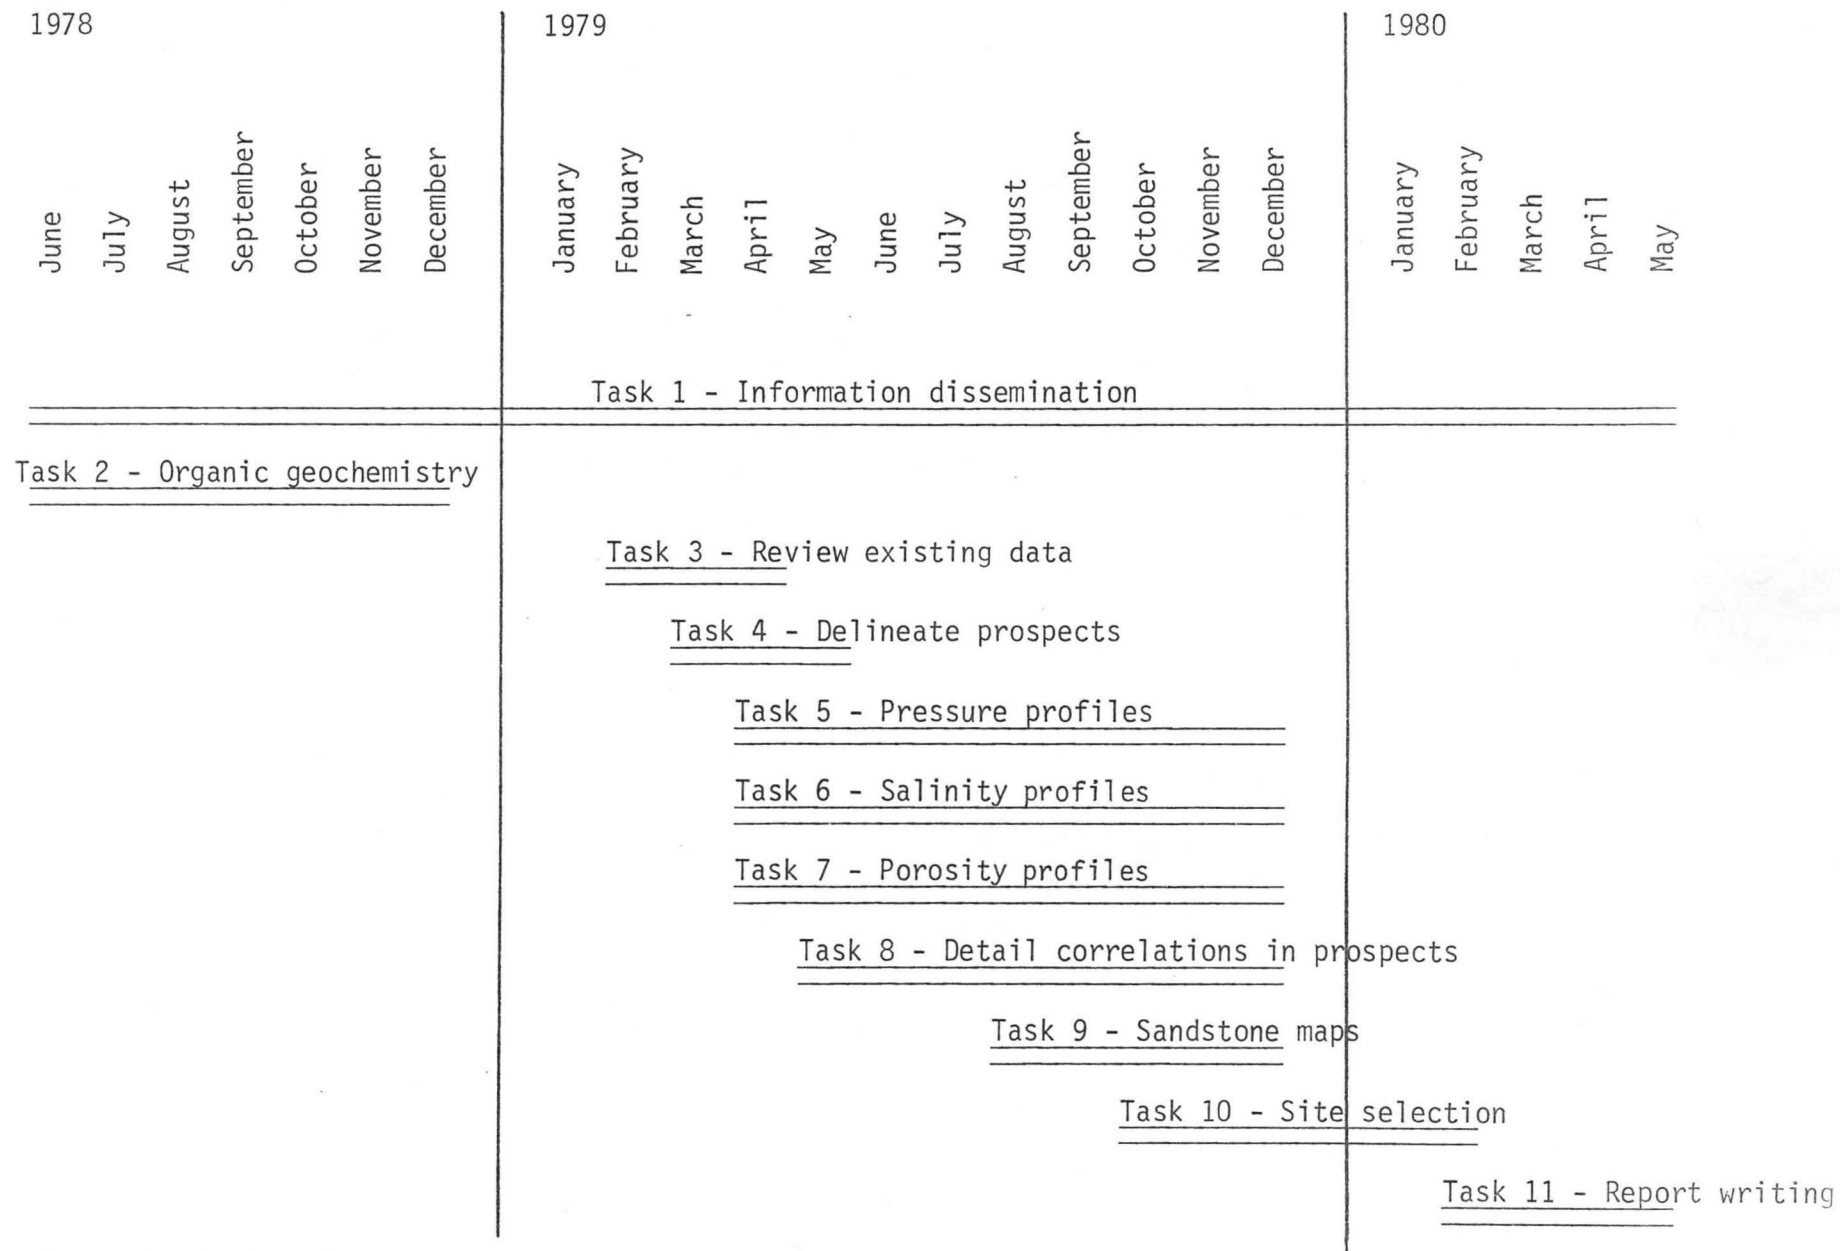 1978
1979
1980
June
July
August
September
October
November
December
January
February
March
April
May
June
July
August
September
October
November
December
January
February
March
April
May
Task 1 - Information dissemination
Task 2 - Organic geochemistry
Task 3 - Review existing data
Task 4 - Delineate prospects
Task 5 - Pressure profiles
Task 6 - Salinity profiles
Task 7 - Porosity profiles
Task 8 - Detail correlations in prospects
Task 9 - Sandstone maps
Task 10 - Site selection
Task 11 - Report writing